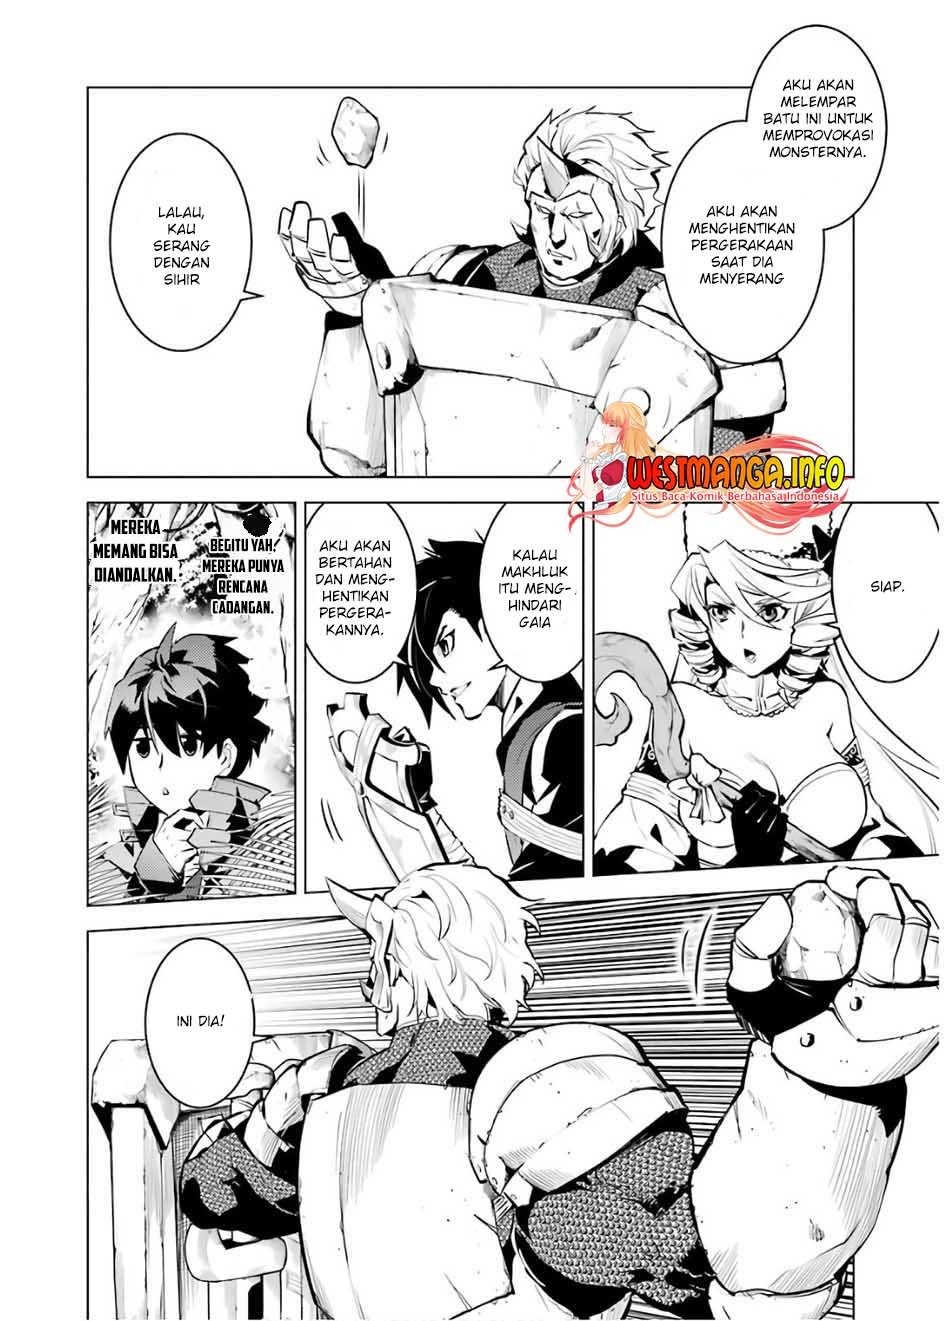 AKU AKAN
MELEMPAR
BATU INI UNTUK
MEMPROVOKASI
MONSTERNYA.
AKU AKAN
MENGHENTIKAN
PERGERAKAAN
SAAT DIA
MENYERANG
LALAU,
KAU
SERANG
DENGAN
SIHIR
WESTMANGA.INFO
SITUS BACA KOMIK BERBAHASA INDONESIA
SIAP.
KALAU
MAKHLUK
ITU MENG-
HINDARI
GAIA
AKU AKAN
BERTAHAN
DAN MENG-
HENTIKAN
PERGERA-
KANNYA.
BEGITU YAH,
MEREKA PUNYA
RENCANA
CADANGAN.
MEREKA
MEMANG BISA
DIANDALKAN.
INI DIA!